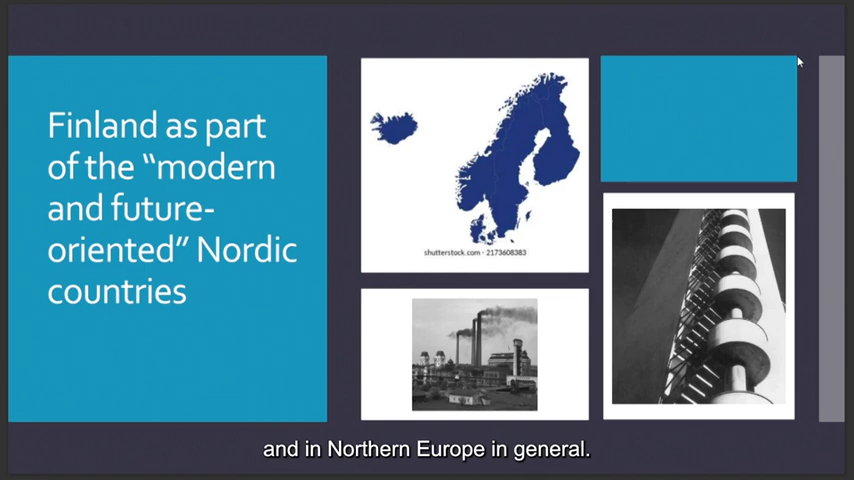 Finland as part
of the “modern
and future-
oriented” Nordic
countries
shutterstock.com · 2173608383
and in Northern Europe in general.